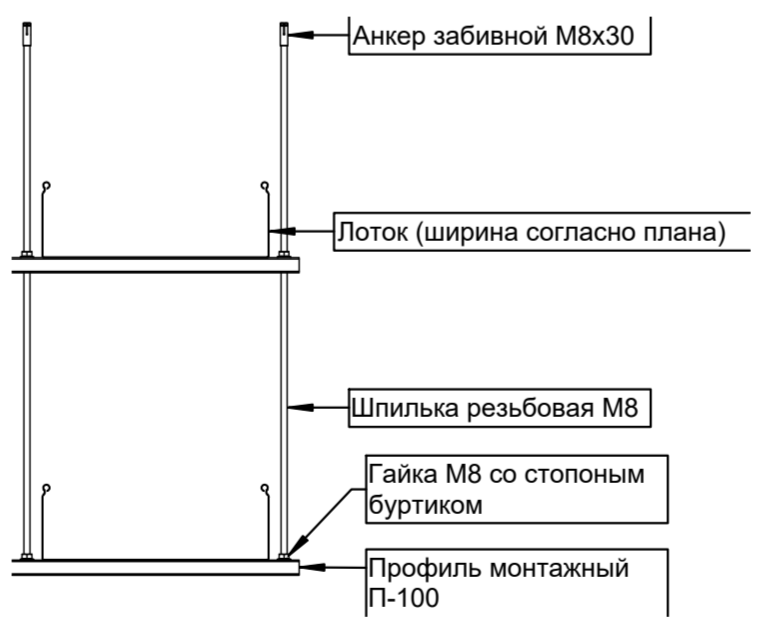 Анкер забивной М8х30
Лоток (ширина согласно плана)
Шпилька резьбовая М8
Гайка М8 со стопоным
буртиком
Профиль монтажный
П-100